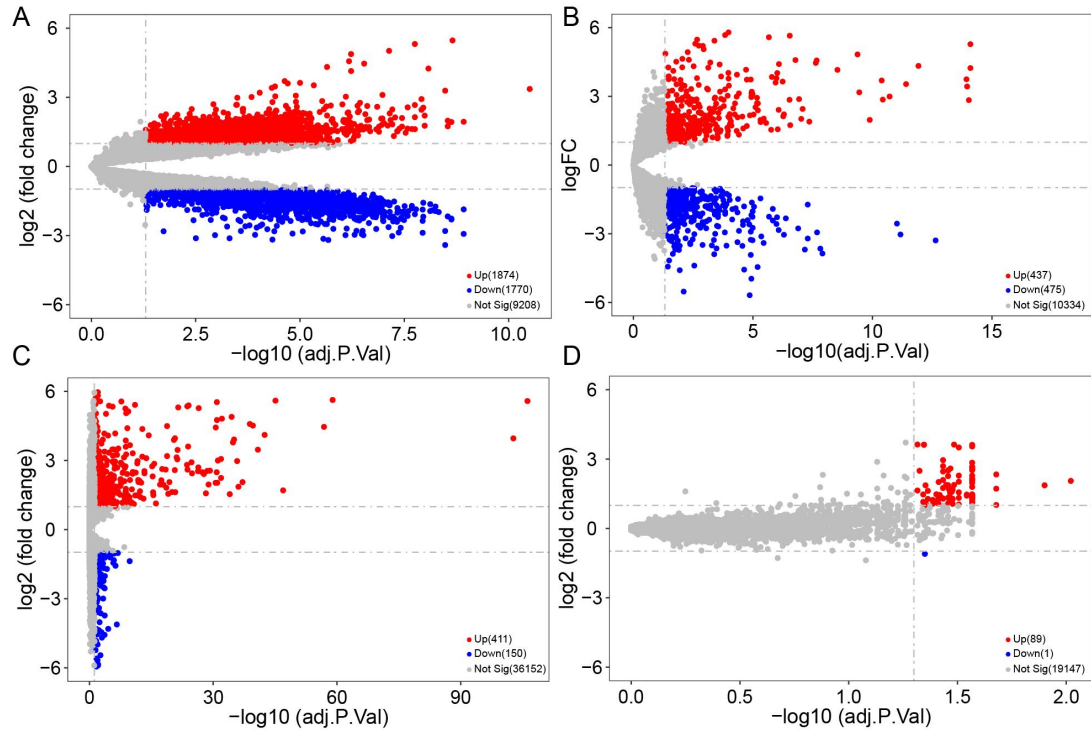 A
log2 (fold change)
6
3
0
−3
−6
Up(1874)
Down(1770)
Not Sig(9208)
0.0
2.5
5.0
7.5
10.0
−log10 (adj.P.Val)
B
logFC
6
3
0
−3
−6
Up(437)
Down(475)
Not Sig(10334)
0
5
10
15
−log10(adj.P.Val)
C
log2 (fold change)
6
3
0
−3
−6
Up(411)
Down(150)
Not Sig(36152)
0
30
60
90
−log10 (adj.P.Val)
D
log2 (fold change)
6
3
0
−3
−6
Up(89)
Down(1)
Not Sig(19147)
0.0
0.5
1.0
1.5
2.0
−log10 (adj.P.Val)